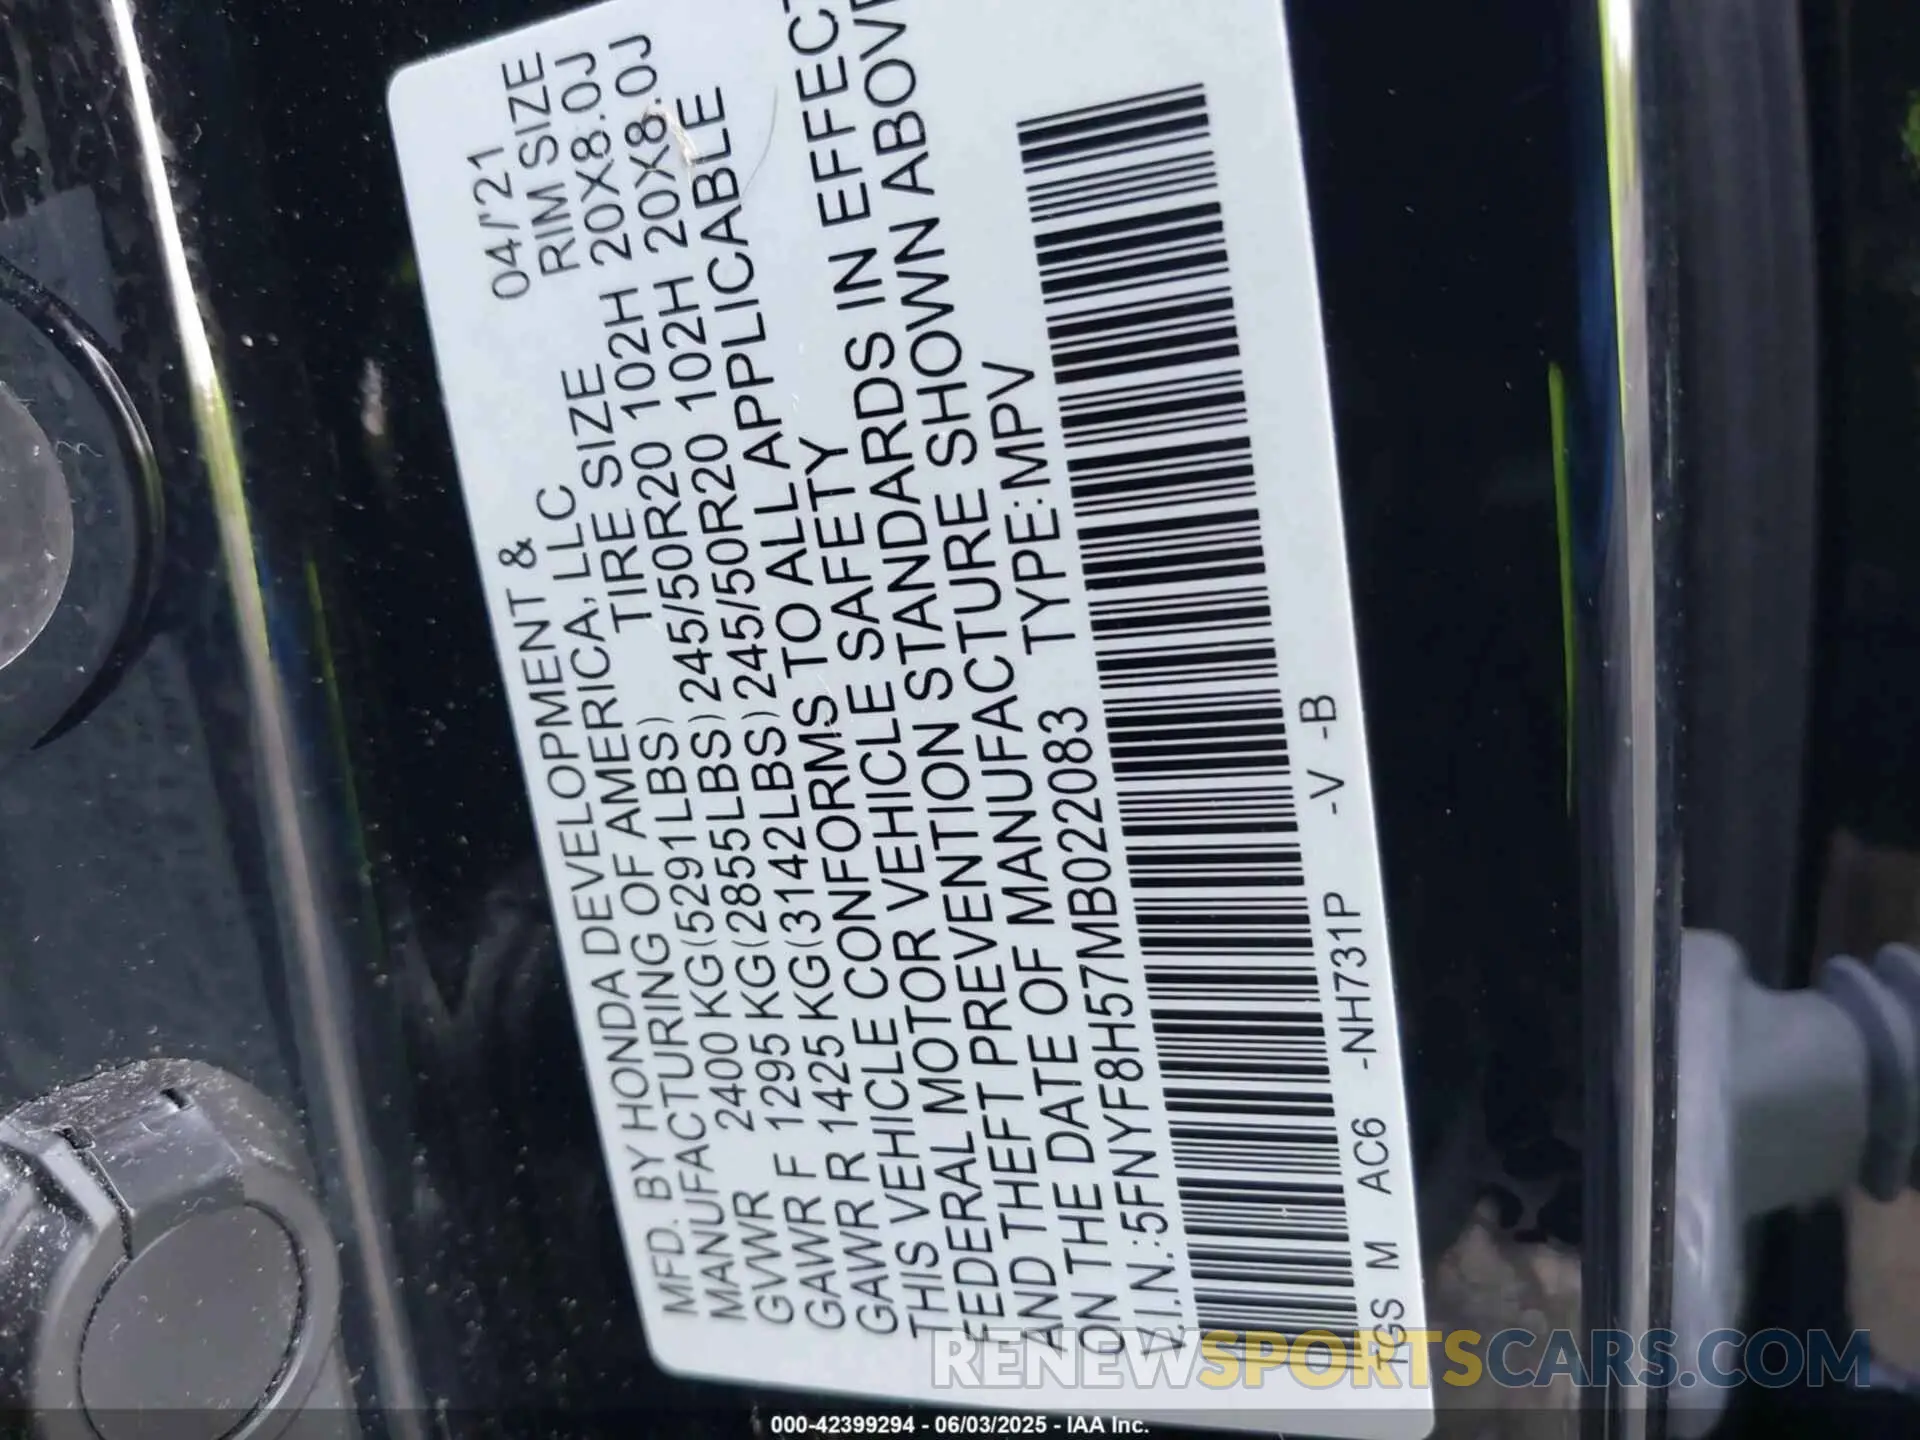 MFD. BY HONDA DEVELOPMENT & 04/'21
MANUFACTURING OF AMERICA, LLC RIM SIZE
TIRE SIZE
GVWR 2400 KG(5291LBS)
GAWR F 1295 KG(2855LBS) 245/50R20 102H 20X8.0J
GAWR R 1425 KG(3142LBS) 245/50R20 102H 20X8.0J
THIS VEHICLE CONFORMS TO ALL APPLICABLE
FEDERAL MOTOR VEHICLE SAFETY
AND THEFT PREVENTION STANDARDS IN EFFECT
ON THE DATE OF MANUFACTURE SHOWN ABOVE
V.I.N.:5FNYF8H57MB022083 TYPE:MPV
TGS M AC6 -NH731P -V -B
RENEWSPORTSCARS.COM
000-42399294 - 06/03/2025 - IAA Inc.